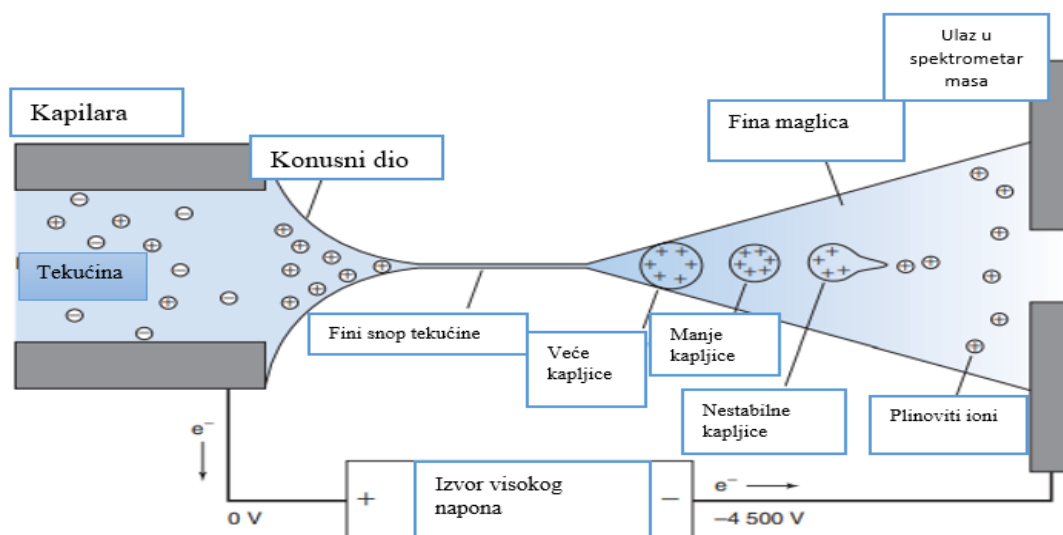 Ulaz u
spektrometar
masa
Kapilara
Fina maglica
Konusni dio
Tekućina
Fini snop tekućine
Veće
kapljice
Manje
kapljice
Nestabilne
kapljice
Plinoviti ioni
e⁻
Izvor visokog
napona
+
−
e⁻
0 V
–4 500 V